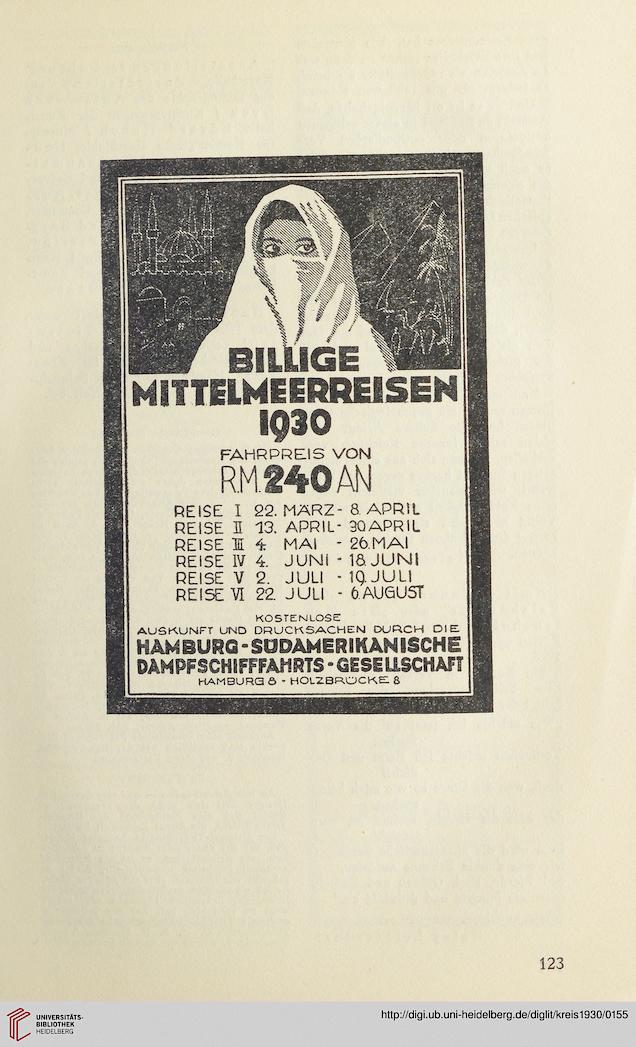 BILLIGE
MITTELMEERREISEN
1930
FAHRPREIS VON
R.M. 240 AN
REISE I 22. MÄRZ - 8. APRIL
REISE II 13. APRIL - 30. APRIL
REISE III 4. MAI - 26. MAI
REISE IV 4. JUNI - 18. JUNI
REISE V 2. JULI - 19. JULI
REISE VI 22. JULI - 6. AUGUST
KOSTENLOSE
AUSKUNFT UND DRUCKSACHEN DURCH DIE
HAMBURG-SÜDAMERIKANISCHE
DAMPFSCHIFFFAHRTS-GESELLSCHAFT
HAMBURG 8 - HOLZBRÜCKE 8
123
UNIVERSITÄTS-
BIBLIOTHEK
HEIDELBERG
http://digi.ub.uni-heidelberg.de/diglit/kreis1930/0155